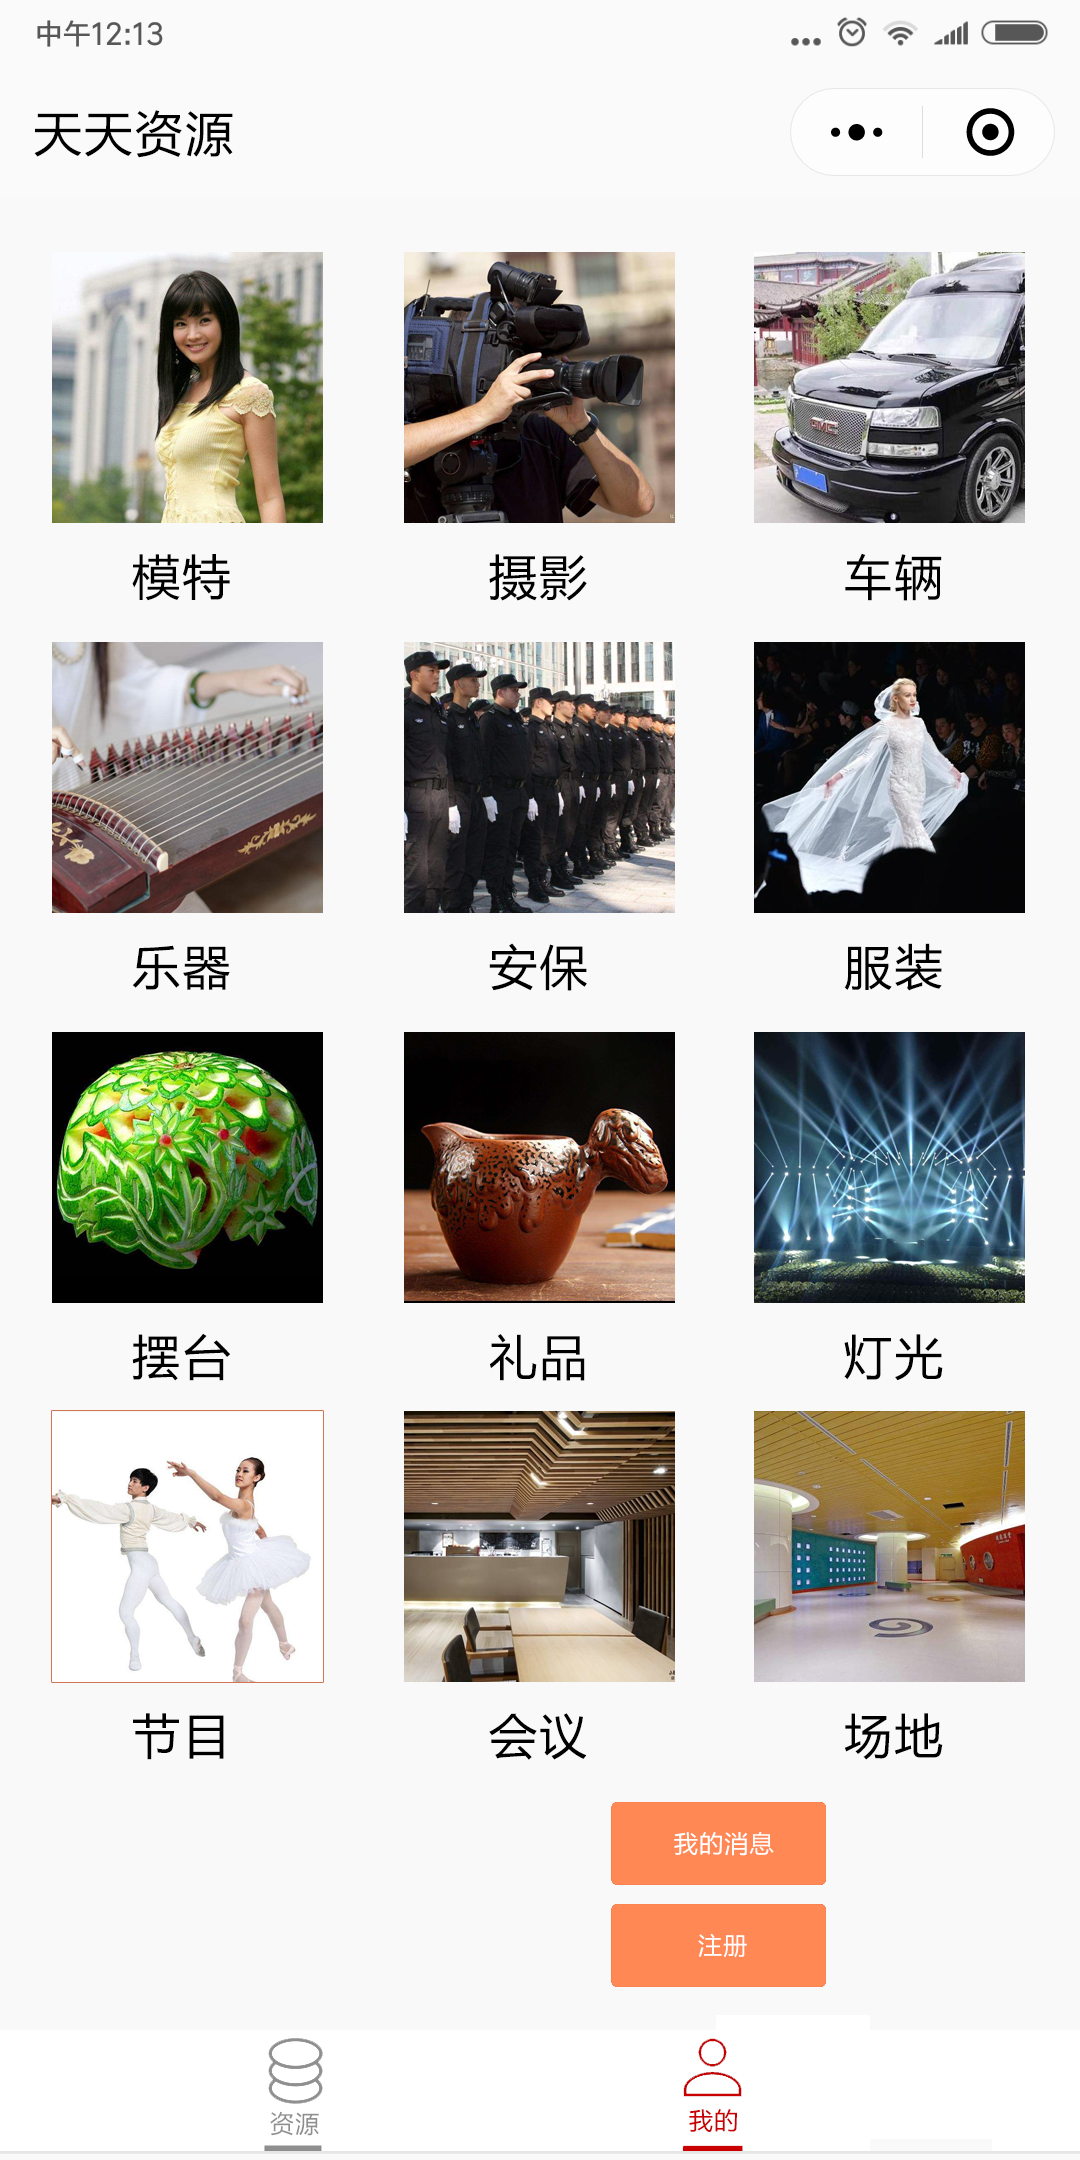 中午12:13
天天资源
模特
摄影
车辆
GMC
乐器
安保
服装
摆台
礼品
灯光
节目
会议
场地
我的消息
注册
资源
我的